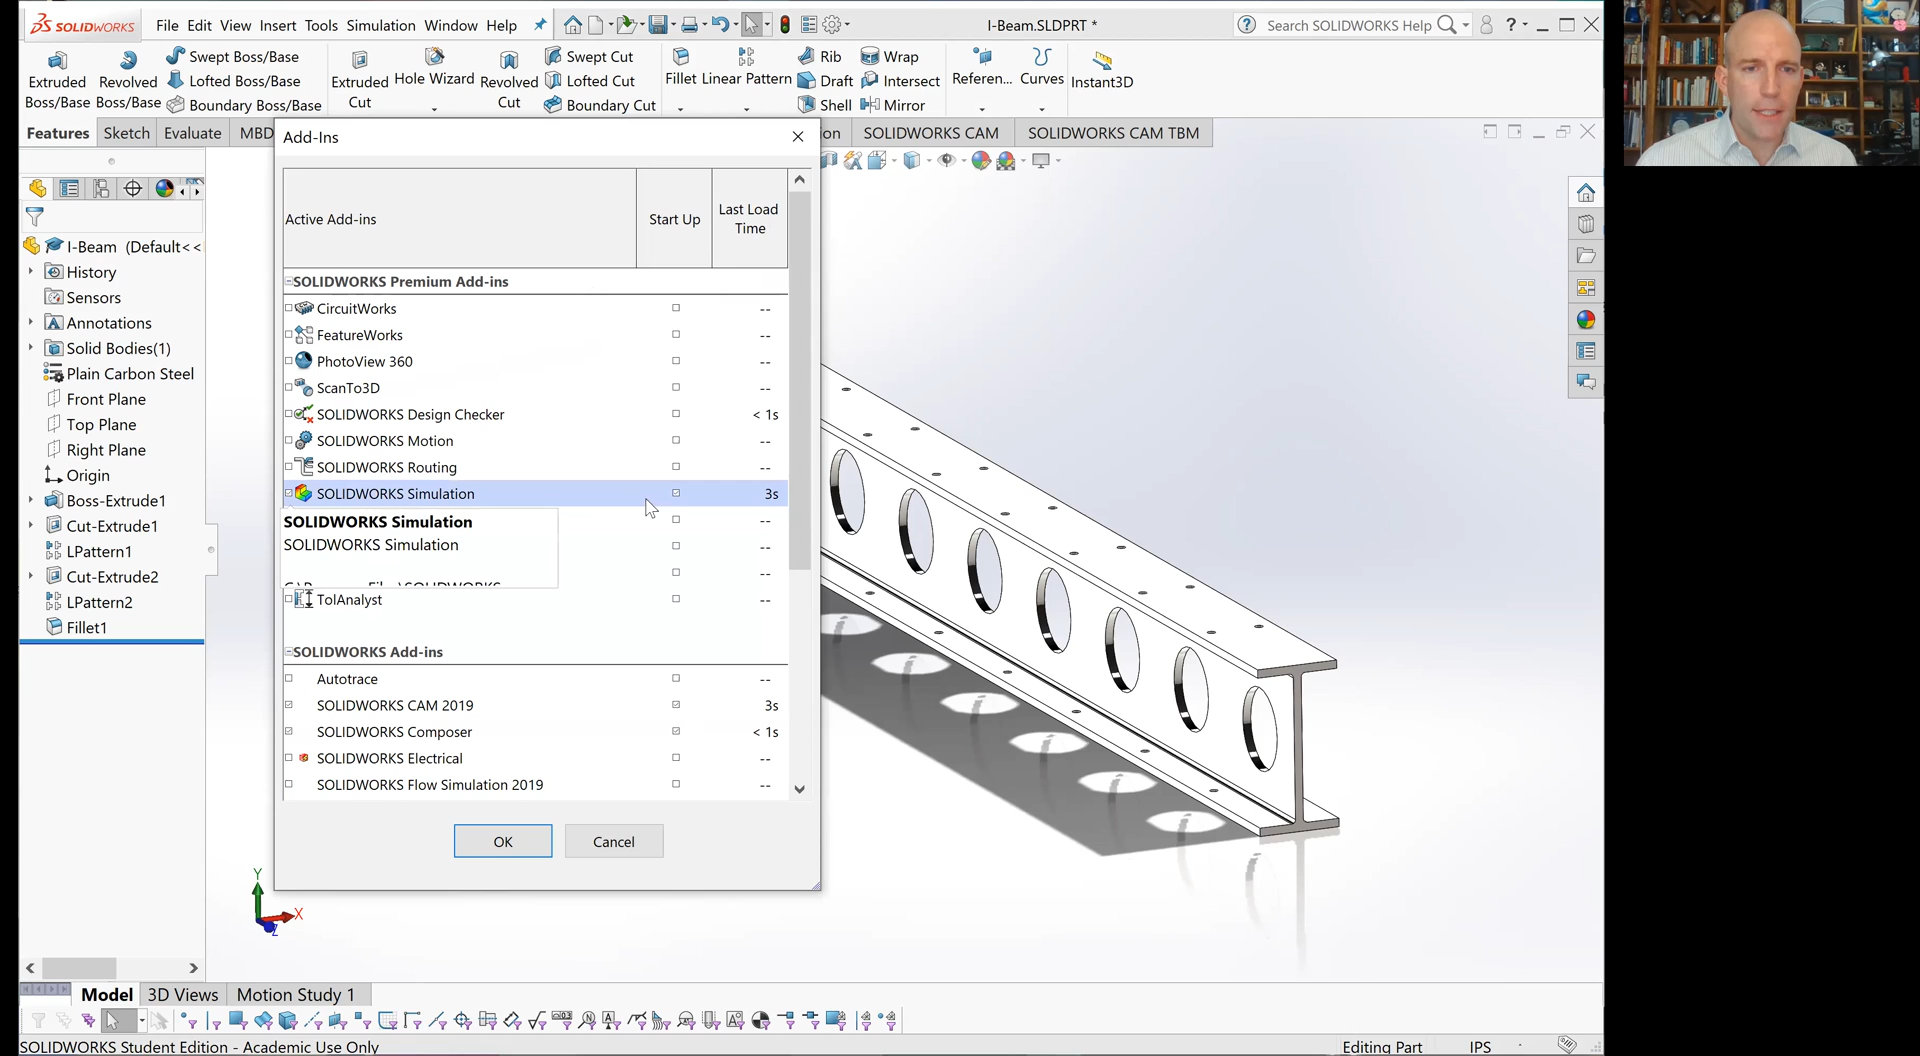 SOLIDWORKS
File Edit View Insert Tools Simulation Window Help
I-Beam.SLDPRT *
Search SOLIDWORKS Help
?
Extruded Boss/Base
Revolved Boss/Base
Swept Boss/Base
Lofted Boss/Base
Boundary Boss/Base
Extruded Cut
Hole Wizard
Revolved Cut
Swept Cut
Lofted Cut
Boundary Cut
Fillet
Linear Pattern
Rib
Draft
Shell
Wrap
Intersect
Mirror
Referen...
Curves
Instant3D
Features Sketch Evaluate MBD
SOLIDWORKS CAM SOLIDWORKS CAM TBM
I-Beam (Default<<
History
Sensors
Annotations
Solid Bodies(1)
Plain Carbon Steel
Front Plane
Top Plane
Right Plane
Origin
Boss-Extrude1
Cut-Extrude1
LPattern1
Cut-Extrude2
LPattern2
Fillet1
Add-Ins
Active Add-ins Start Up Last Load Time
SOLIDWORKS Premium Add-ins
CircuitWorks --
FeatureWorks --
PhotoView 360 --
ScanTo3D --
SOLIDWORKS Design Checker < 1s
SOLIDWORKS Motion --
SOLIDWORKS Routing --
SOLIDWORKS Simulation 3s
SOLIDWORKS Simulation --
SOLIDWORKS Simulation --
--
TolAnalyst --
SOLIDWORKS Add-ins
Autotrace --
SOLIDWORKS CAM 2019 3s
SOLIDWORKS Composer < 1s
SOLIDWORKS Electrical --
SOLIDWORKS Flow Simulation 2019 --
OK Cancel
Y
X
Z
Model 3D Views Motion Study 1
SOLIDWORKS Student Edition - Academic Use Only
Editing Part IPS